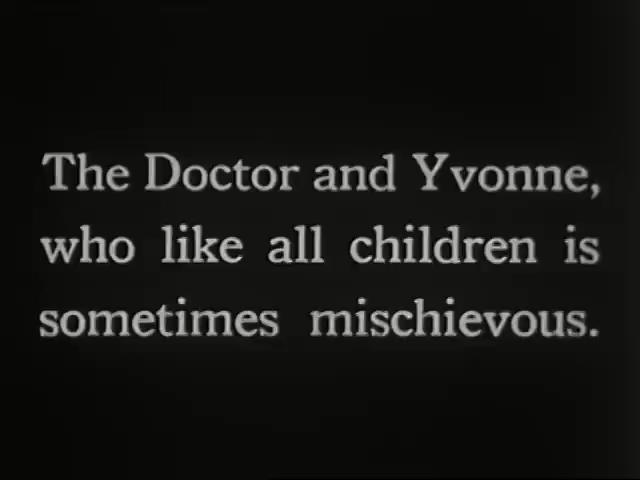 The Doctor and Yvonne,
who like all children is
sometimes mischievous.